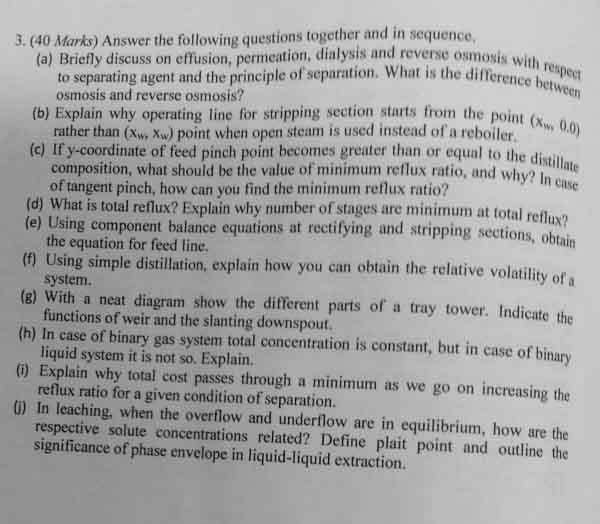 3. (40 Marks) Answer the following questions together and in sequence.
(a) Briefly discuss on effusion, permeation, dialysis and reverse osmosis with respect
to separating agent and the principle of separation. What is the difference between
osmosis and reverse osmosis?
(b) Explain why operating line for stripping section starts from the point (xw, 0.0)
rather than (xw, xw) point when open steam is used instead of a reboiler.
(c) If y-coordinate of feed pinch point becomes greater than or equal to the distillate
composition, what should be the value of minimum reflux ratio, and why? In case
of tangent pinch, how can you find the minimum reflux ratio?
(d) What is total reflux? Explain why number of stages are minimum at total reflux?
(e) Using component balance equations at rectifying and stripping sections, obtain
the equation for feed line.
(f) Using simple distillation, explain how you can obtain the relative volatility of a
system.
(g) With a neat diagram show the different parts of a tray tower. Indicate the
functions of weir and the slanting downspout.
(h) In case of binary gas system total concentration is constant, but in case of binary
liquid system it is not so. Explain.
(i) Explain why total cost passes through a minimum as we go on increasing the
reflux ratio for a given condition of separation.
(j) In leaching, when the overflow and underflow are in equilibrium, how are the
respective solute concentrations related? Define plait point and outline the
significance of phase envelope in liquid-liquid extraction.